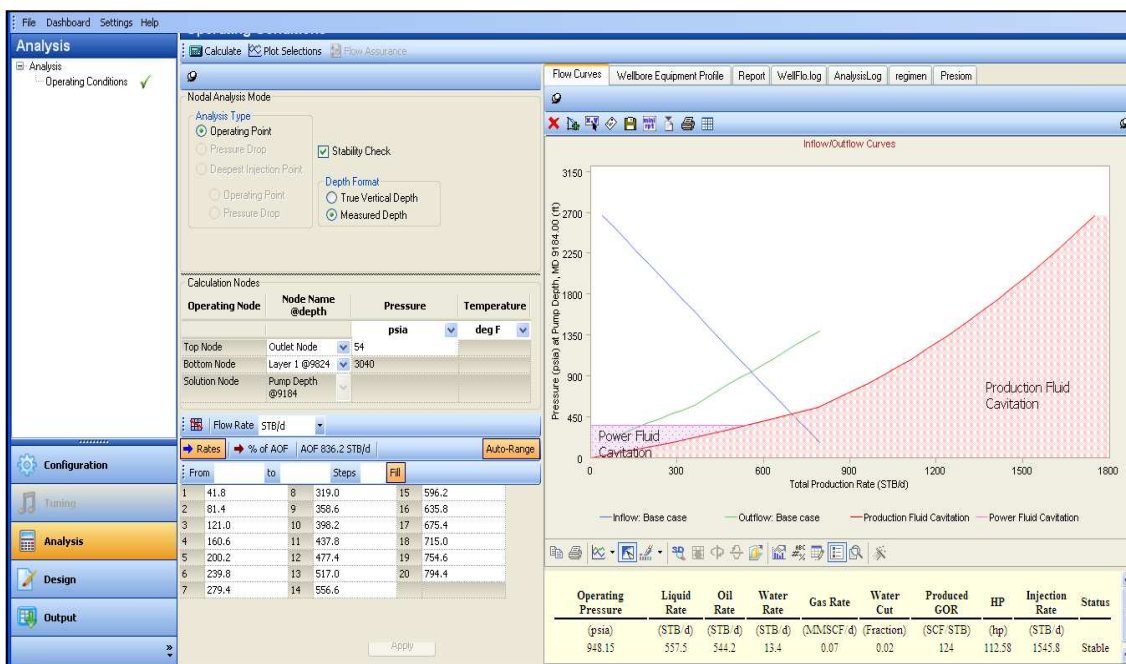 File Dashboard Settings Help
Analysis
Analysis
Operating Conditions
Configuration
Tuning
Analysis
Design
Output
Operating Conditions
Calculate Plot Selections Flow Assurance
Nodal Analysis Mode
Analysis Type
Operating Point
Pressure Drop
Deepest Injection Point
Operating Point
Pressure Drop
Stability Check
Depth Format
True Vertical Depth
Measured Depth
Calculation Nodes
Operating Node Node Name @depth Pressure Temperature
psia deg F
Top Node Outlet Node 54
Bottom Node Layer 1 @9824 3040
Solution Node Pump Depth @9184
Flow Rate STB/d
Rates % of AOF AOF 836.2 STB/d Auto-Range
From to Steps Fill
1 41.8 8 319.0 15 596.2
2 81.4 9 358.6 16 635.8
3 121.0 10 398.2 17 675.4
4 160.6 11 437.8 18 715.0
5 200.2 12 477.4 19 754.6
6 239.8 13 517.0 20 794.4
7 279.4 14 556.6
Apply
Flow Curves Wellbore Equipment Profile Report WellFlo.log AnalysisLog regimen Presiom
Inflow/Outflow Curves
Pressure (psia) at Pump Depth, MD 9184.00 (ft)
3150
2700
2250
1800
1350
900
450
0
Production Fluid
Cavitation
Power Fluid
Cavitation
0 300 600 900 1200 1500 1800
Total Production Rate (STB/d)
Inflow: Base case Outflow: Base case Production Fluid Cavitation Power Fluid Cavitation
Operating Pressure Liquid Rate Oil Rate Water Rate Gas Rate Water Cut Produced GOR HP Injection Rate Status
(psia) (STB/d) (STB/d) (STB/d) (MMSCF/d) (Fraction) (SCF/STB) (hp) (STB/d)
948.15 557.5 544.2 13.4 0.07 0.02 124 112.58 1545.8 Stable